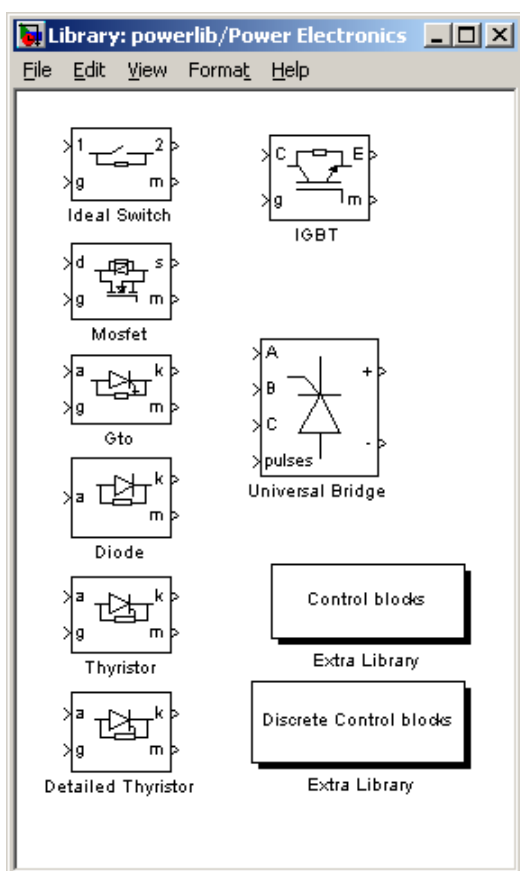 Library: powerlib/Power Electronics
File Edit View Format Help
1 2
g m
Ideal Switch
C E
g m
IGBT
d s
g m
Mosfet
a k
g m
Gto
A
B
C
pulses
+
-
Universal Bridge
a k
m
Diode
a k
g m
Thyristor
Control blocks
Extra Library
a k
g m
Detailed Thyristor
Discrete Control blocks
Extra Library